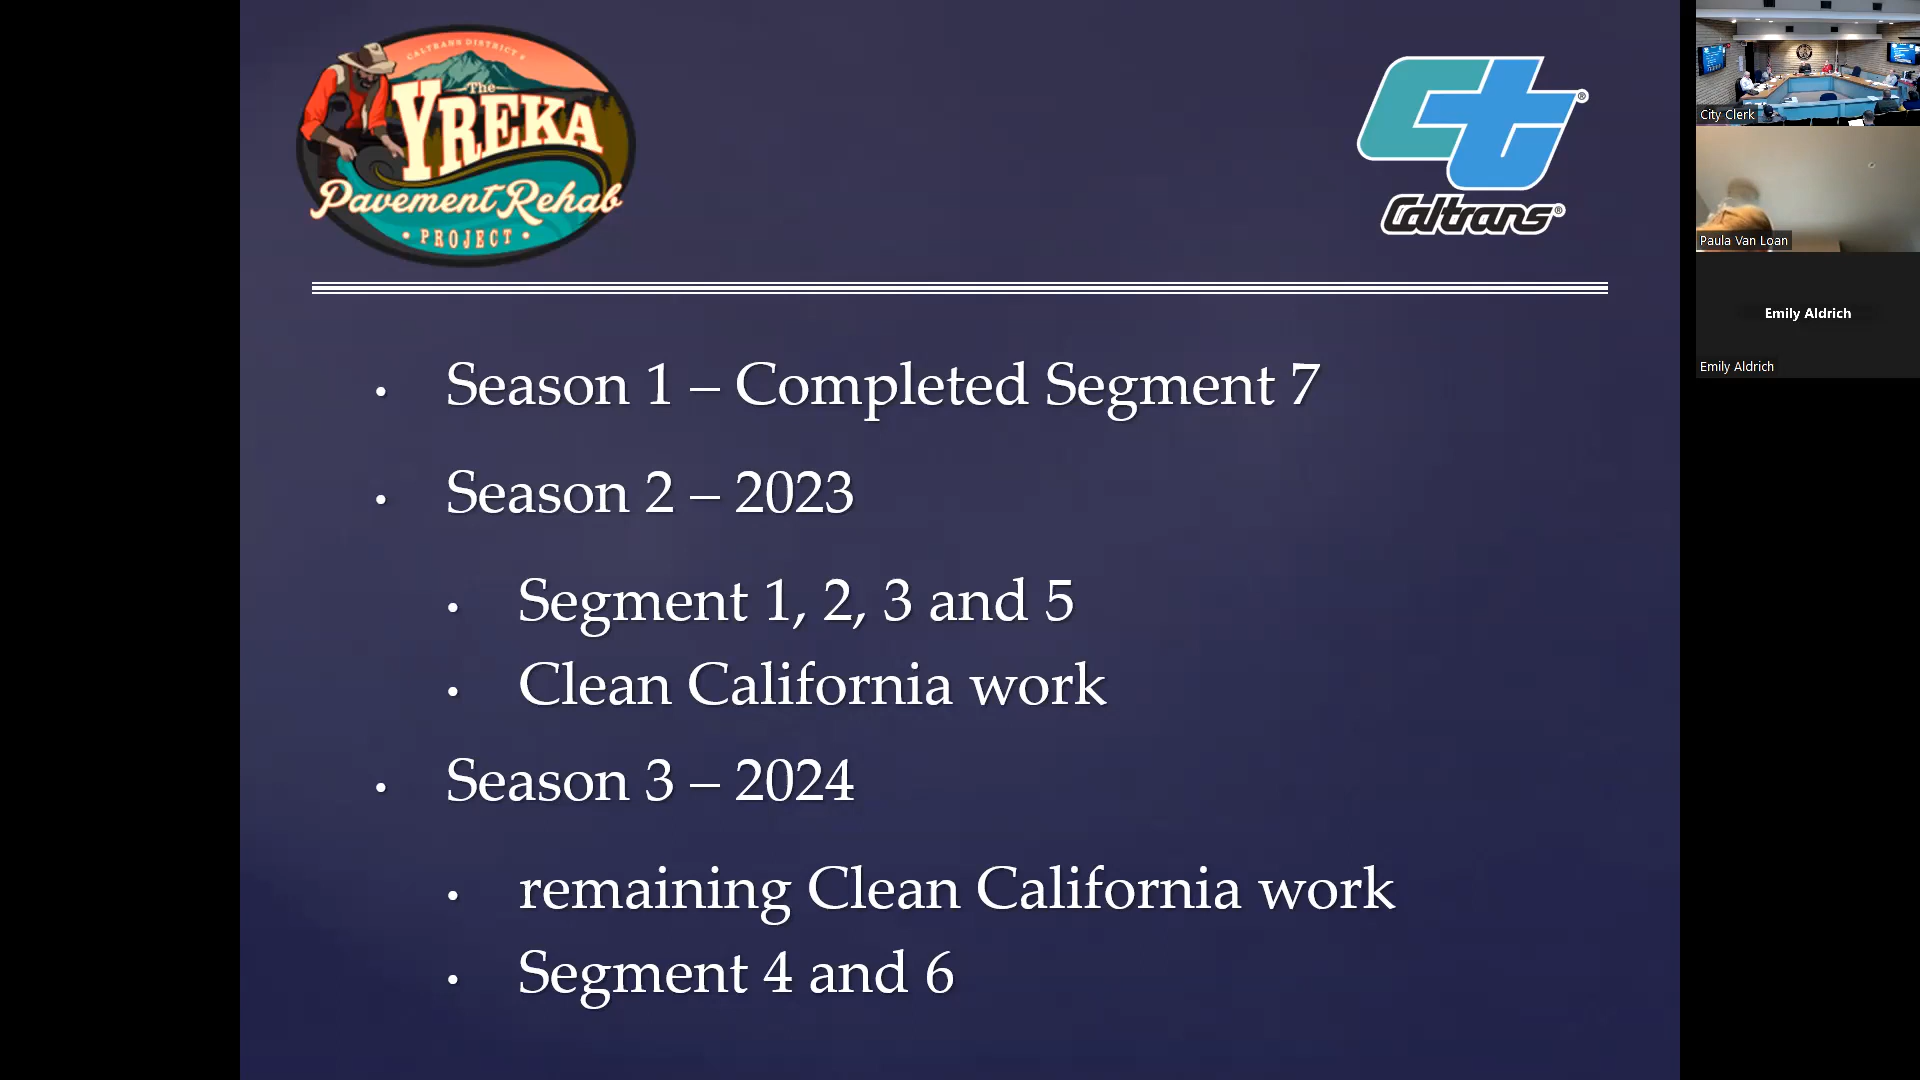 CALTRANS DISTRICT 2
The
YREKA
Pavement Rehab
• PROJECT •
Ct®
Caltrans®
• Season 1 – Completed Segment 7
• Season 2 – 2023
• Segment 1, 2, 3 and 5
• Clean California work
• Season 3 – 2024
• remaining Clean California work
• Segment 4 and 6
City Clerk
Paula Van Loan
Emily Aldrich
Emily Aldrich